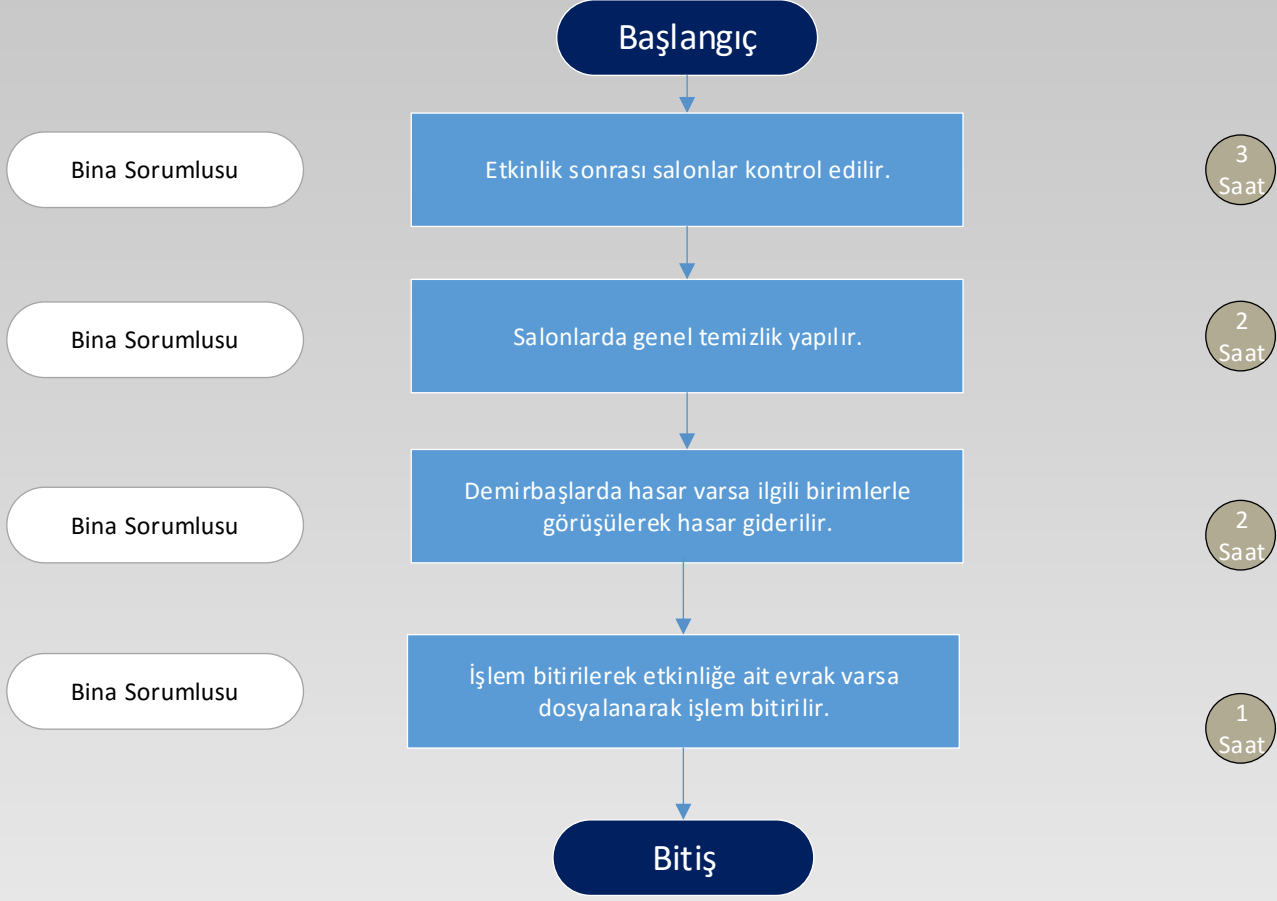 Başlangıç
Bina Sorumlusu
Etkinlik sonrası salonlar kontrol edilir.
3
Saat
Bina Sorumlusu
Salonlarda genel temizlik yapılır.
2
Saat
Bina Sorumlusu
Demirbaşlarda hasar varsa ilgili birimlerle
görüşülerek hasar giderilir.
2
Saat
Bina Sorumlusu
İşlem bitirilerek etkinliğe ait evrak varsa
dosyalanarak işlem bitirilir.
1
Saat
Bitiş